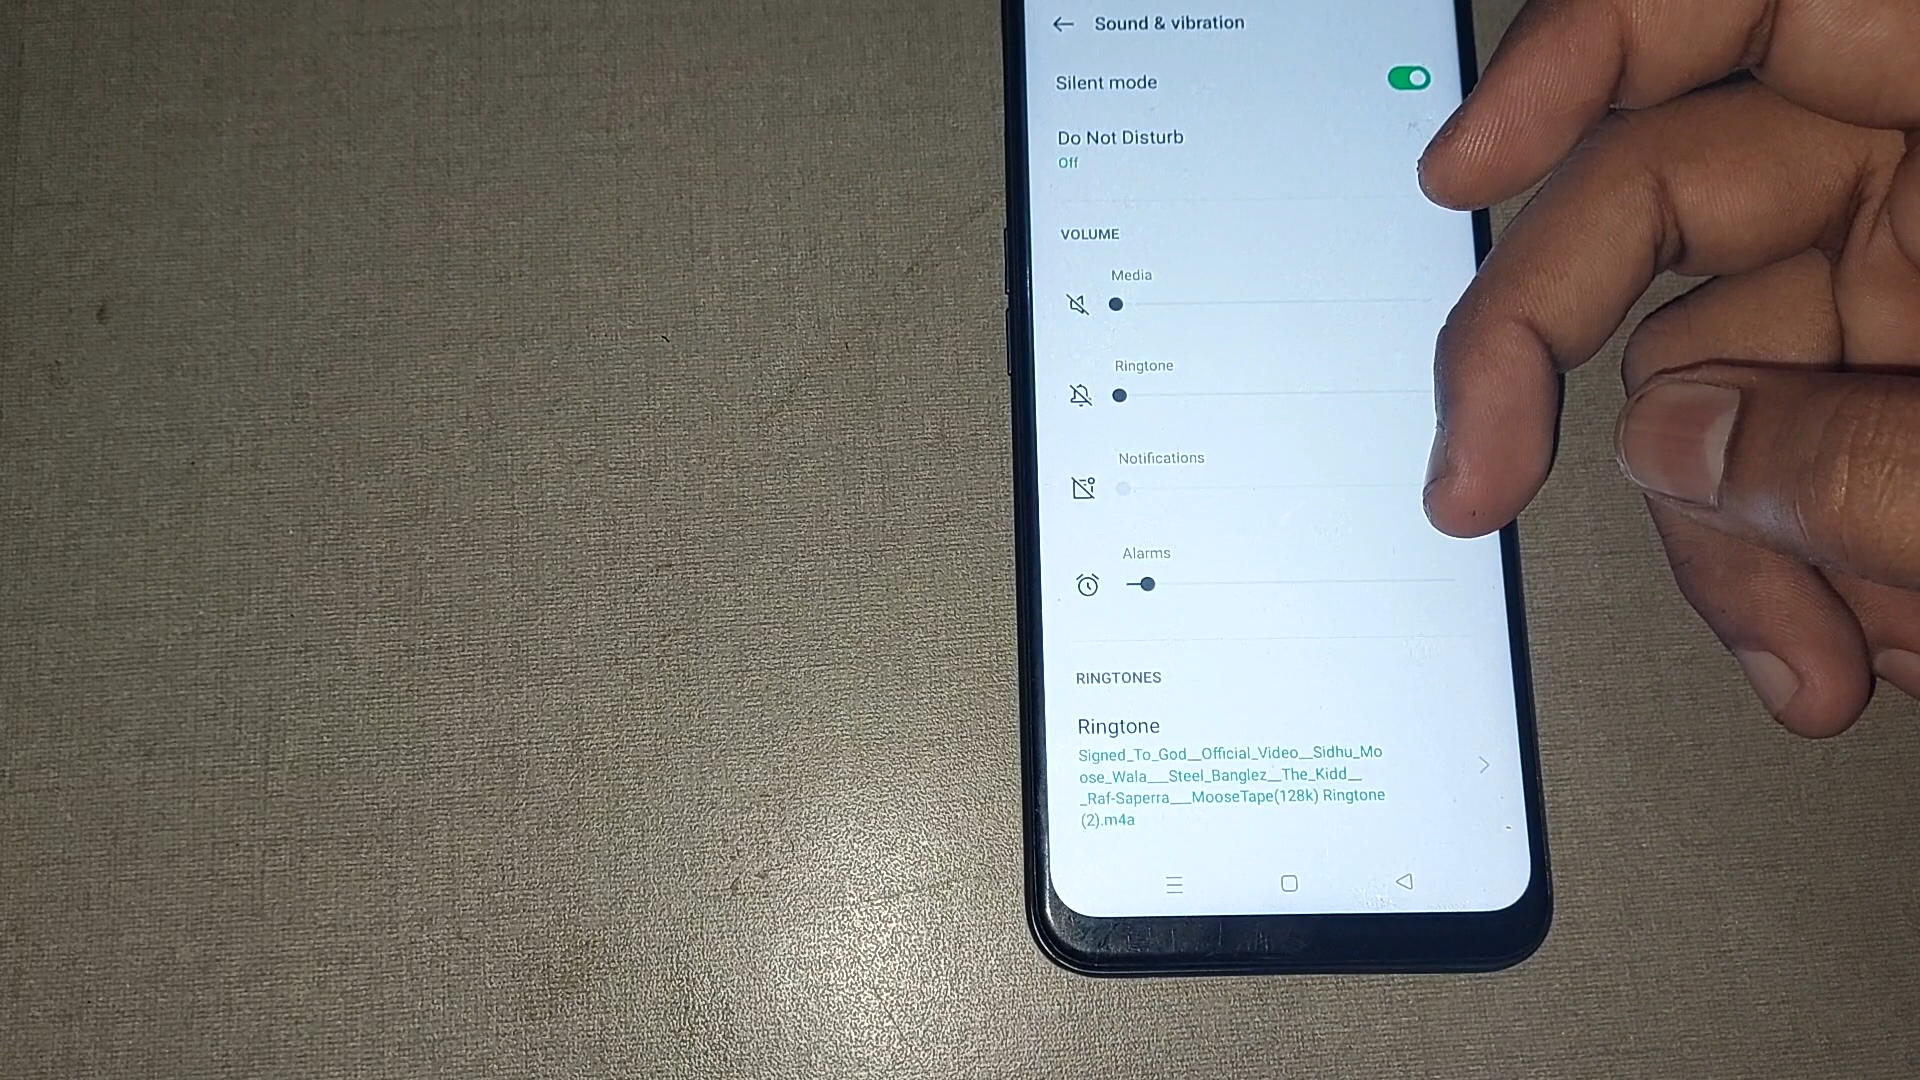 Sound & vibration
Silent mode
Do Not Disturb
Off
VOLUME
Media
Ringtone
Notifications
Alarms
RINGTONES
Ringtone
Signed_To_God__Official_Video__Sidhu_Mo
ose_Wala___Steel_Banglez__The_Kidd__
_Raf-Saperra___MooseTape(128k) Ringtone
(2).m4a